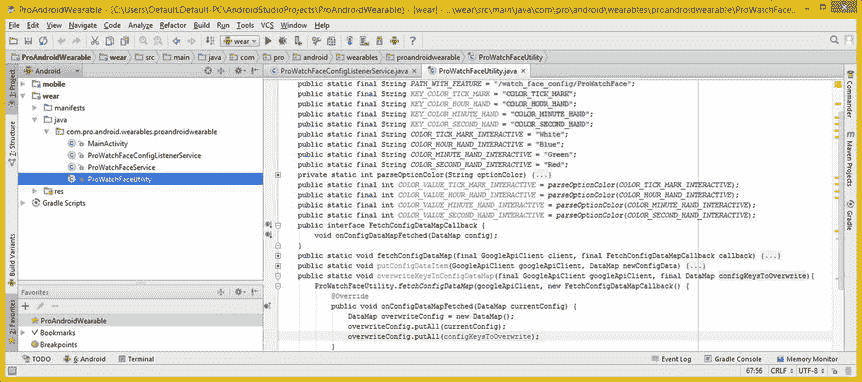 ProAndroidWearable - [C:\Users\Default.Default-PC\AndroidStudioProjects\ProAndroidWearable] - [wear] - ...\wear\src\main\java\com\pro\android\wearables\proandroidwearable\ProWatchFac...
File Edit View Navigate Code Analyze Refactor Build Run Tools VCS Window Help
wear
ProAndroidWearable wear src main java com pro android wearables proandroidwearable ProWatchFaceUtility
Android
ProWatchFaceConfigListenerService.java ProWatchFaceUtility.java
1: Project
Z: Structure
Build Variants
2: Favorites
mobile
wear
manifests
java
com.pro.android.wearables.proandroidwearable
MainActivity
ProWatchFaceConfigListenerService
ProWatchFaceService
ProWatchFaceUtility
res
Gradle Scripts
Favorites
ProAndroidWearable
Bookmarks
Breakpoints
public static final String PATH_WITH_FEATURE = "/watch_face_config/ProWatchFace";
public static final String KEY_COLOR_TICK_MARK = "COLOR_TICK_MARK";
public static final String KEY_COLOR_HOUR_HAND = "COLOR_HOUR_HAND";
public static final String KEY_COLOR_MINUTE_HAND = "COLOR_MINUTE_HAND";
public static final String KEY_COLOR_SECOND_HAND = "COLOR_SECOND_HAND";
public static final String COLOR_TICK_MARK_INTERACTIVE = "White";
public static final String COLOR_HOUR_HAND_INTERACTIVE = "Blue";
public static final String COLOR_MINUTE_HAND_INTERACTIVE = "Green";
public static final String COLOR_SECOND_HAND_INTERACTIVE = "Red";
private static int parseOptionColor(String optionColor) {...}
public static final int COLOR_VALUE_TICK_MARK_INTERACTIVE = parseOptionColor(COLOR_TICK_MARK_INTERACTIVE);
public static final int COLOR_VALUE_HOUR_HAND_INTERACTIVE = parseOptionColor(COLOR_HOUR_HAND_INTERACTIVE);
public static final int COLOR_VALUE_MINUTE_HAND_INTERACTIVE = parseOptionColor(COLOR_MINUTE_HAND_INTERACTIVE);
public static final int COLOR_VALUE_SECOND_HAND_INTERACTIVE = parseOptionColor(COLOR_SECOND_HAND_INTERACTIVE);
public interface FetchConfigDataMapCallback {
void onConfigDataMapFetched(DataMap config);
}
public static void fetchConfigDataMap(final GoogleApiClient client, final FetchConfigDataMapCallback callback) {...}
public static void putConfigDataItem(GoogleApiClient googleApiClient, DataMap newConfigData) {...}
public static void overwriteKeysInConfigDataMap(final GoogleApiClient googleApiClient, final DataMap configKeysToOverwrite){
ProWatchFaceUtility.fetchConfigDataMap(googleApiClient, new FetchConfigDataMapCallback() {
@Override
public void onConfigDataMapFetched(DataMap currentConfig) {
DataMap overwriteConfig = new DataMap();
overwriteConfig.putAll(currentConfig);
overwriteConfig.putAll(configKeysToOverwrite);
}
Commander
Maven Projects
Gradle
TODO 6: Android Terminal Event Log Gradle Console Memory Monitor
67:56 CRLF UTF-8